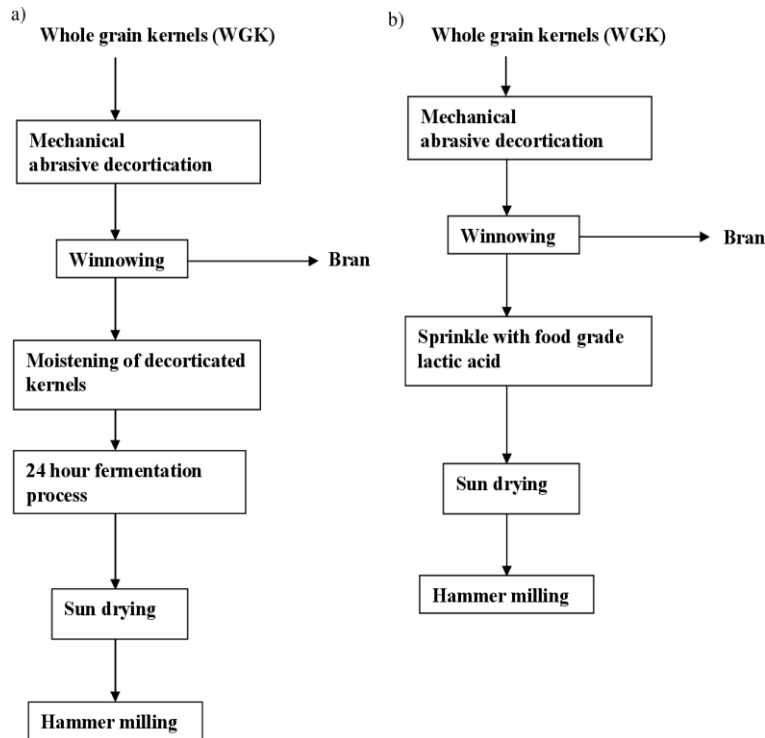 a)
Whole grain kernels (WGK)
Mechanical
abrasive decortication
Winnowing
Bran
Moistening of decorticated
kernels
24 hour fermentation
process
Sun drying
Hammer milling
b)
Whole grain kernels (WGK)
Mechanical
abrasive decortication
Winnowing
Bran
Sprinkle with food grade
lactic acid
Sun drying
Hammer milling